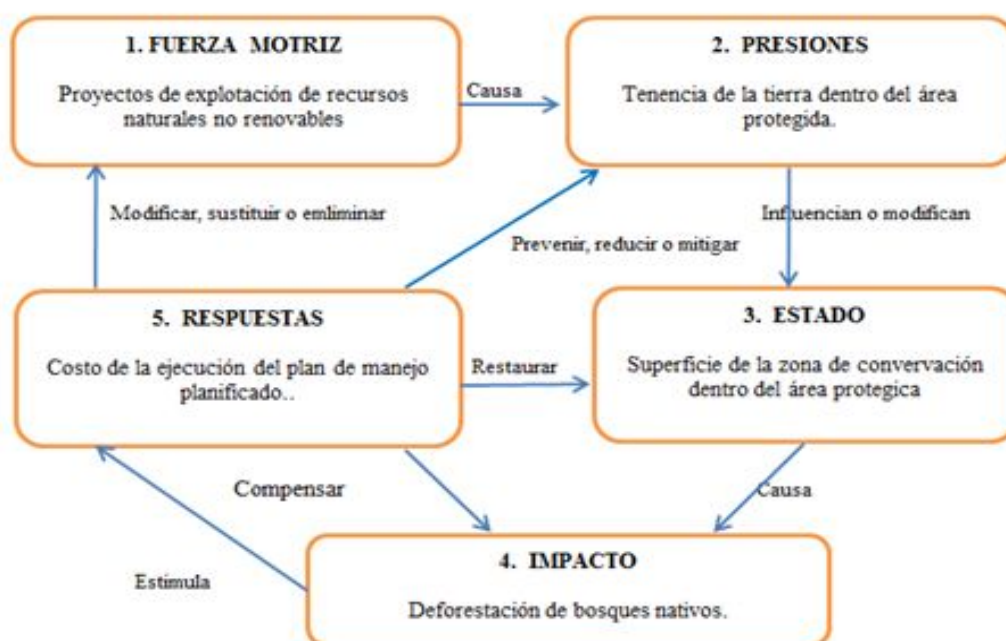 1. FUERZA MOTRIZ
Proyectos de explotación de recursos
naturales no renovables
Causa
2. PRESIONES
Tenencia de la tierra dentro del área
protegida.
Modificar, sustituir o emliminar
Prevenir, reducir o mitigar
Influencian o modifican
5. RESPUESTAS
Costo de la ejecución del plan de manejo
planificado..
Restaurar
3. ESTADO
Superficie de la zona de convervación
dentro del área protegica
Compensar
Causa
Estimula
4. IMPACTO
Deforestación de bosques nativos.